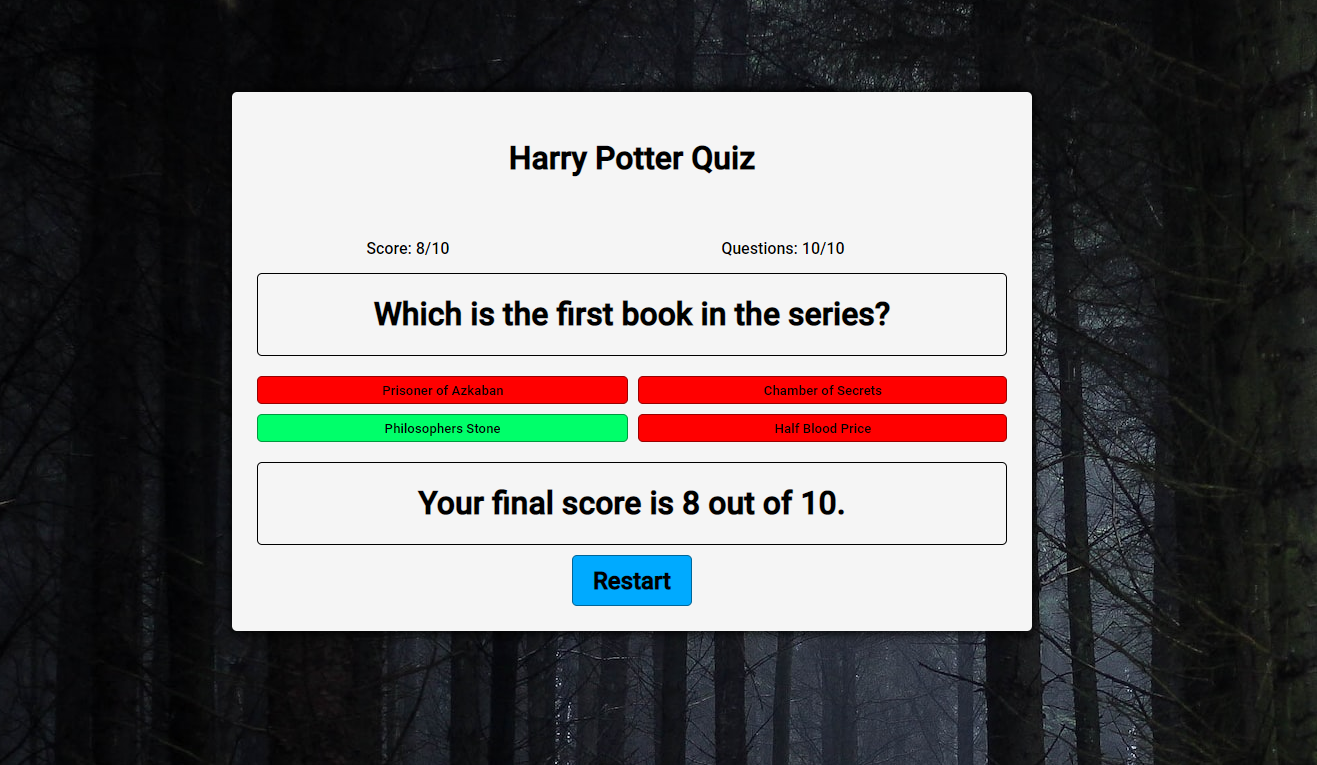 Harry Potter Quiz
Score: 8/10
Questions: 10/10
Which is the first book in the series?
Prisoner of Azkaban
Chamber of Secrets
Philosophers Stone
Half Blood Price
Your final score is 8 out of 10.
Restart